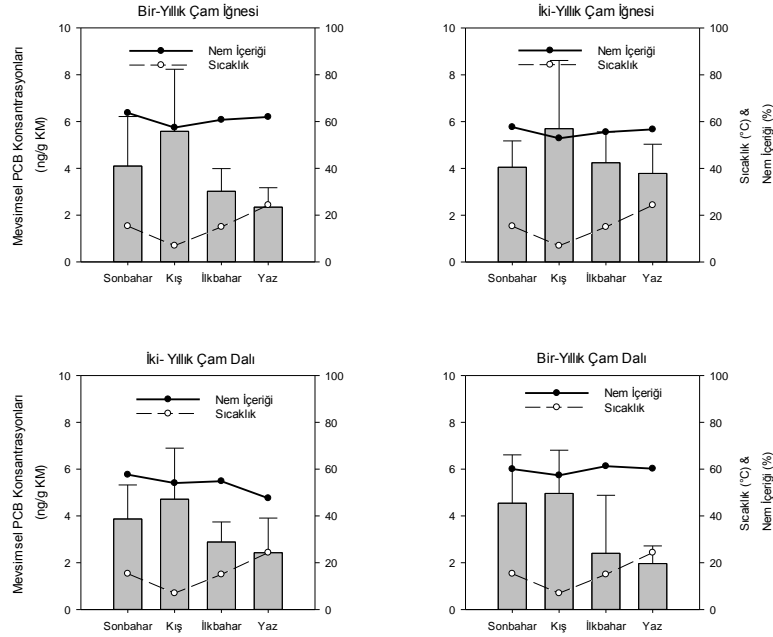 Bir-Yıllık Çam İğnesi
Mevsimsel PCB Konsantrasyonları
(ng/g KM)
10
8
6
4
2
0
100
80
60
40
20
0
Nem İçeriği
Sıcaklık
Sonbahar Kış İlkbahar Yaz
İki-Yıllık Çam İğnesi
10
8
6
4
2
0
100
80
60
40
20
0
Sıcaklık (°C) &
Nem İçeriği (%)
Nem İçeriği
Sıcaklık
Sonbahar Kış İlkbahar Yaz
İki- Yıllık Çam Dalı
Mevsimsel PCB Konsantrasyonları
(ng/g KM)
10
8
6
4
2
0
100
80
60
40
20
0
Nem İçeriği
Sıcaklık
Sonbahar Kış İlkbahar Yaz
Bir-Yıllık Çam Dalı
10
8
6
4
2
0
100
80
60
40
20
0
Sıcaklık (°C) &
Nem İçeriği (%)
Nem İçeriği
Sıcaklık
Sonbahar Kış İlkbahar Yaz